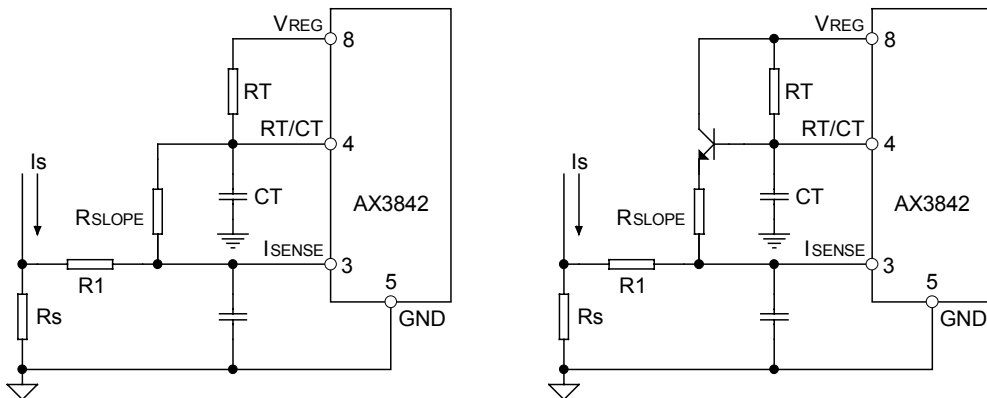 VREG
8
RT
RT/CT
4
Is
CT
AX3842
RSLOPE
ISENSE
3
R1
5
Rs
GND
VREG
8
RT
RT/CT
4
Is
CT
AX3842
RSLOPE
ISENSE
3
R1
5
Rs
GND